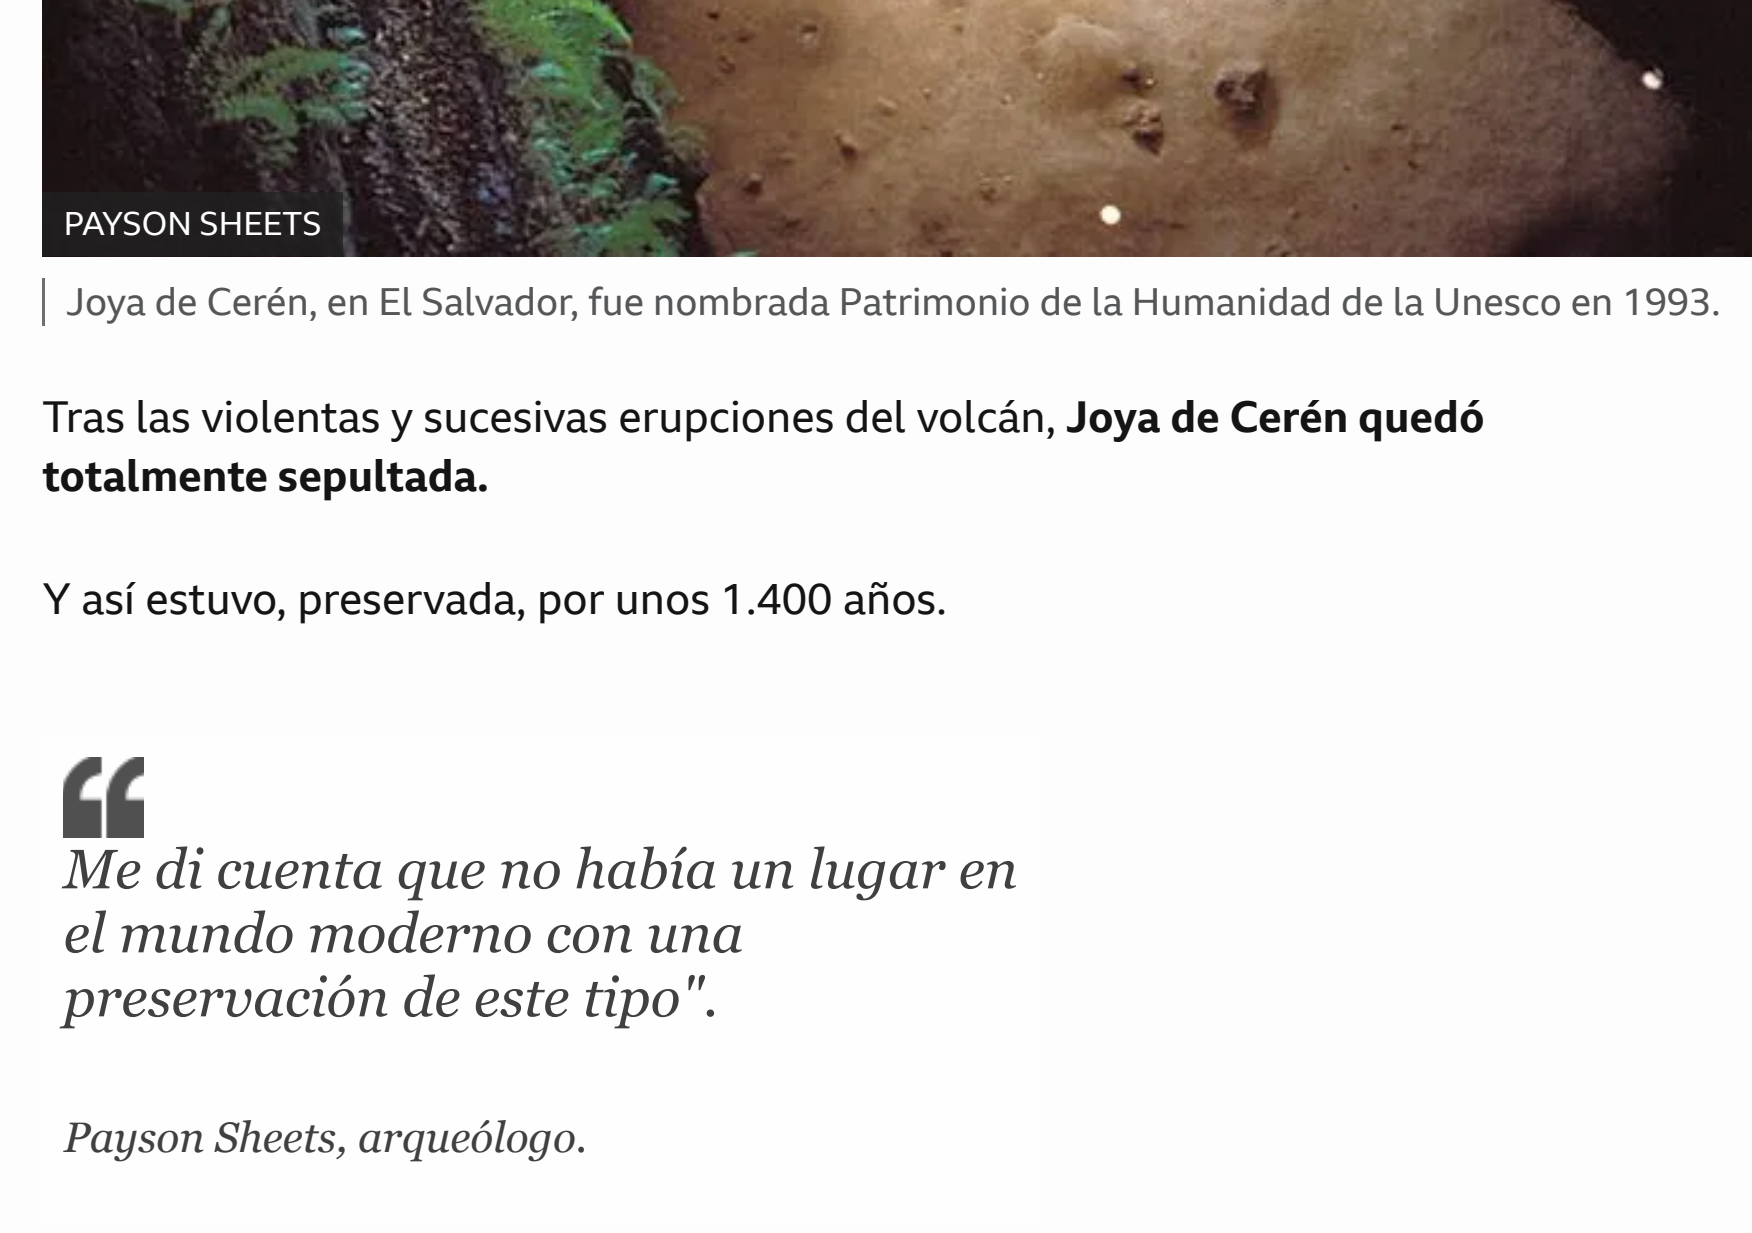 PAYSON SHEETS
Joya de Cerén, en El Salvador, fue nombrada Patrimonio de la Humanidad de la Unesco en 1993.
Tras las violentas y sucesivas erupciones del volcán, Joya de Cerén quedó
totalmente sepultada.
Y así estuvo, preservada, por unos 1.400 años.
“
Me di cuenta que no había un lugar en
el mundo moderno con una
preservación de este tipo".
Payson Sheets, arqueólogo.